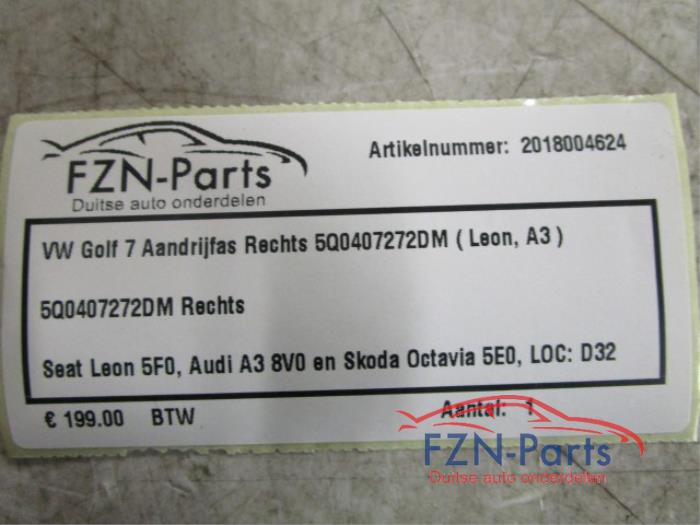 FZN-Parts
Duitse auto onderdelen
Artikelnummer: 2018004624
VW Golf 7 Aandrijfas Rechts 5Q0407272DM ( Leon, A3 )
5Q0407272DM Rechts
Seat Leon 5F0, Audi A3 8V0 en Skoda Octavia 5E0, LOC: D32
€ 199.00 BTW
Aantal: 1
FZN-Parts
Duitse auto onderdelen